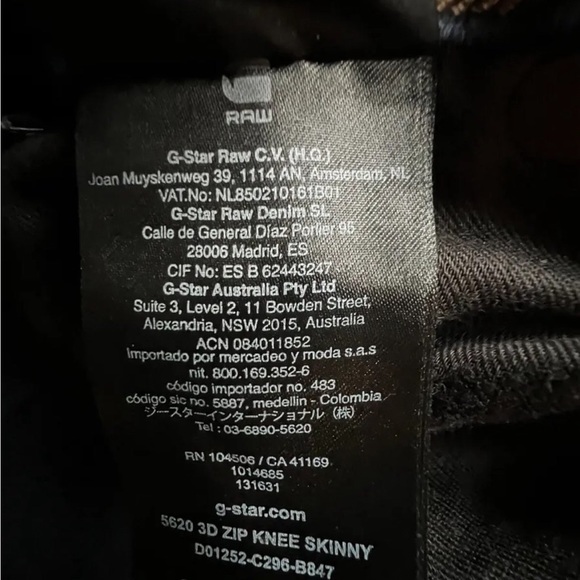 RAW
G-Star Raw C.V. (H.Q.)
Joan Muyskenweg 39, 1114 AN, Amsterdam, NL
VAT.No: NL850210161B01
G-Star Raw Denim SL
Calle de General Díaz Porlier 95
28006 Madrid, ES
CIF No: ES B 62443247
G-Star Australia Pty Ltd
Suite 3, Level 2, 11 Bowden Street,
Alexandria, NSW 2015, Australia
ACN 084011852
Importado por mercadeo y moda s.a.s
nit. 800.169.352-6
código importador no. 483
código sic no. 5887, medellin - Colombia
ジースターインターナショナル (株)
Tel : 03-6890-5620
RN 104506 / CA 41169
1014685
131631
g-star.com
5620 3D ZIP KNEE SKINNY
D01252-C296-B847